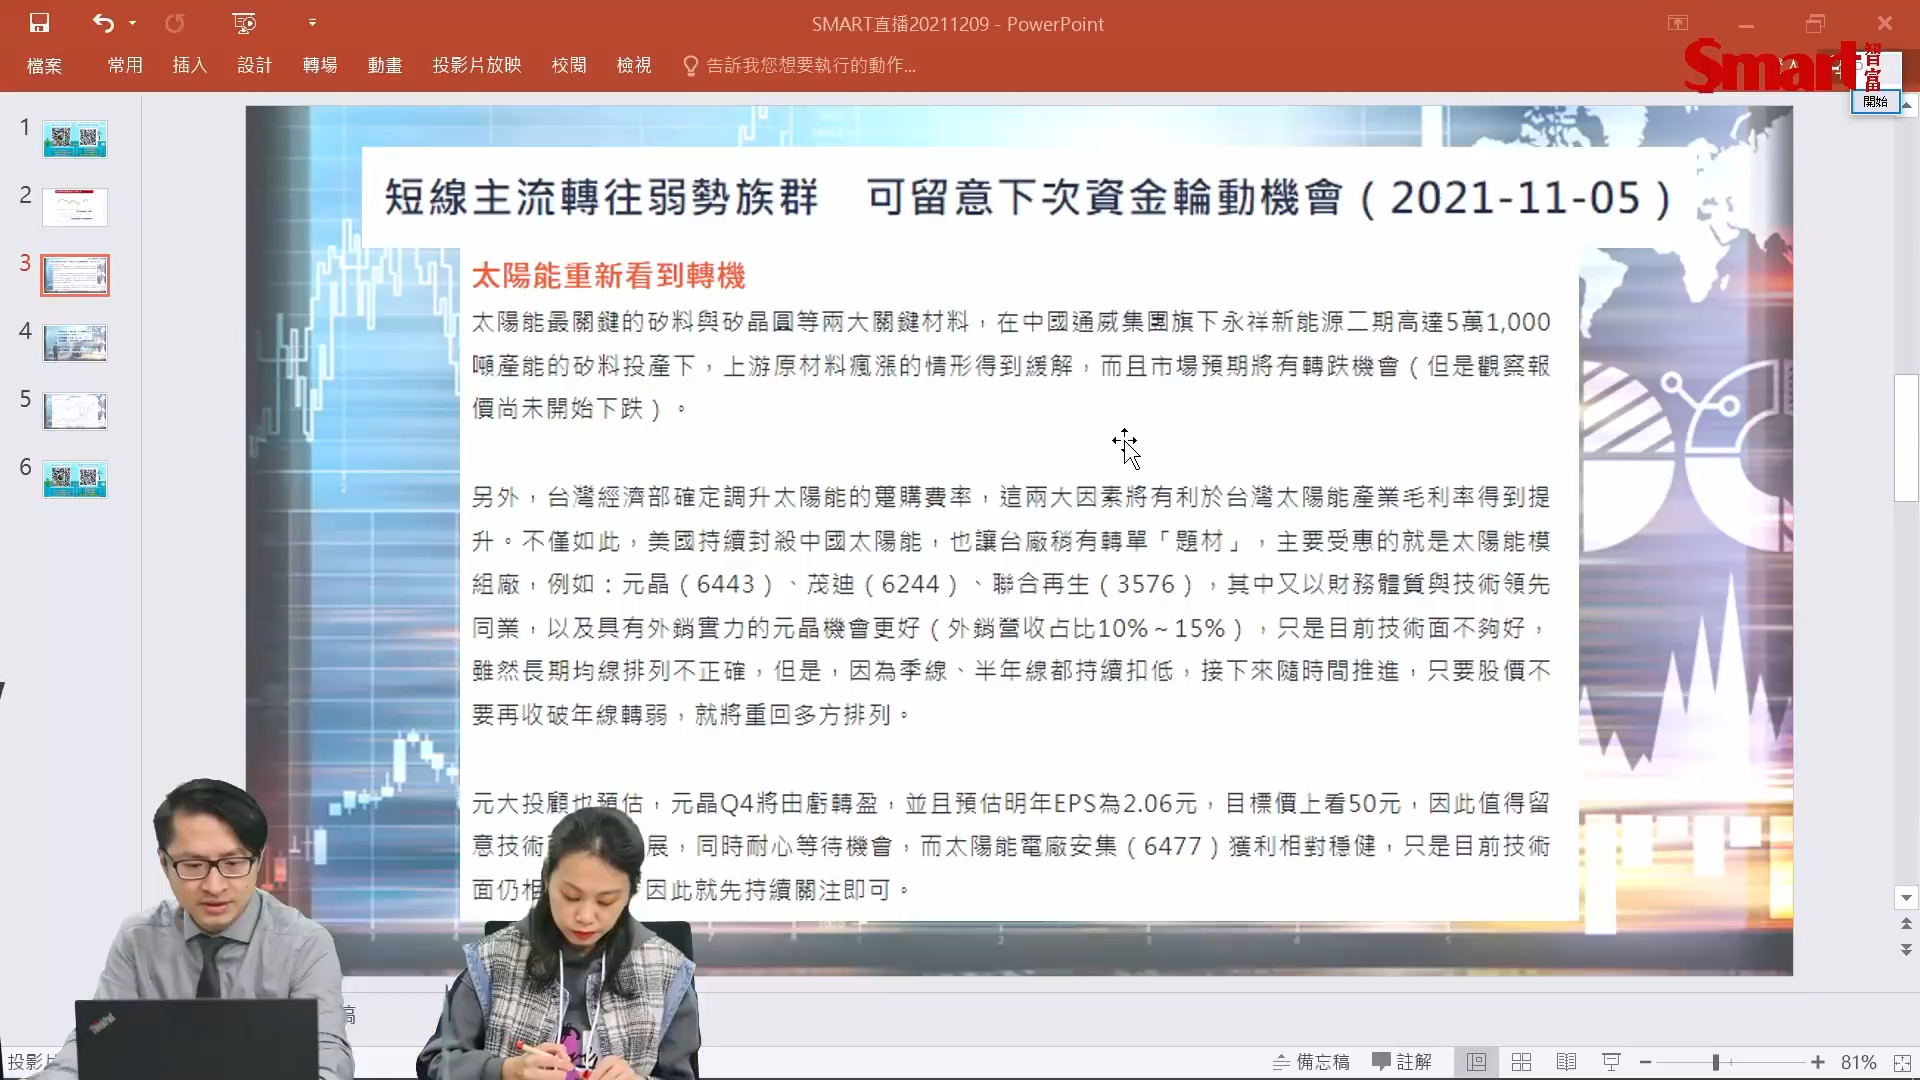 SMART直播20211209 - PowerPoint
檔案 常用 插入 設計 轉場 動畫 投影片放映 校閱 檢視 告訴我您想要執行的動作...
Smart智富
開始
1
2
3
4
5
6
短線主流轉往弱勢族群 可留意下次資金輪動機會（2021-11-05）
太陽能重新看到轉機
太陽能最關鍵的矽料與矽晶圓等兩大關鍵材料，在中國通威集團旗下永祥新能源二期高達5萬1,000
噸產能的矽料投產下，上游原材料瘋漲的情形得到緩解，而且市場預期將有轉跌機會（但是觀察報
價尚未開始下跌）。
另外，台灣經濟部確定調升太陽能的躉購費率，這兩大因素將有利於台灣太陽能產業毛利率得到提
升。不僅如此，美國持續封殺中國太陽能，也讓台廠稍有轉單「題材」，主要受惠的就是太陽能模
組廠，例如：元晶（6443）、茂迪（6244）、聯合再生（3576），其中又以財務體質與技術領先
同業，以及具有外銷實力的元晶機會更好（外銷營收占比10%～15%），只是目前技術面不夠好，
雖然長期均線排列不正確，但是，因為季線、半年線都持續扣低，接下來隨時間推進，只要股價不
要再收破年線轉弱，就將重回多方排列。
元大投顧也預估，元晶Q4將由虧轉盈，並且預估明年EPS為2.06元，目標價上看50元，因此值得留
意技術 展，同時耐心等待機會，而太陽能電廠安集（6477）獲利相對穩健，只是目前技術
面仍相 因此就先持續關注即可。
ThinkPad
稿
投影片 備忘稿 註解 81%